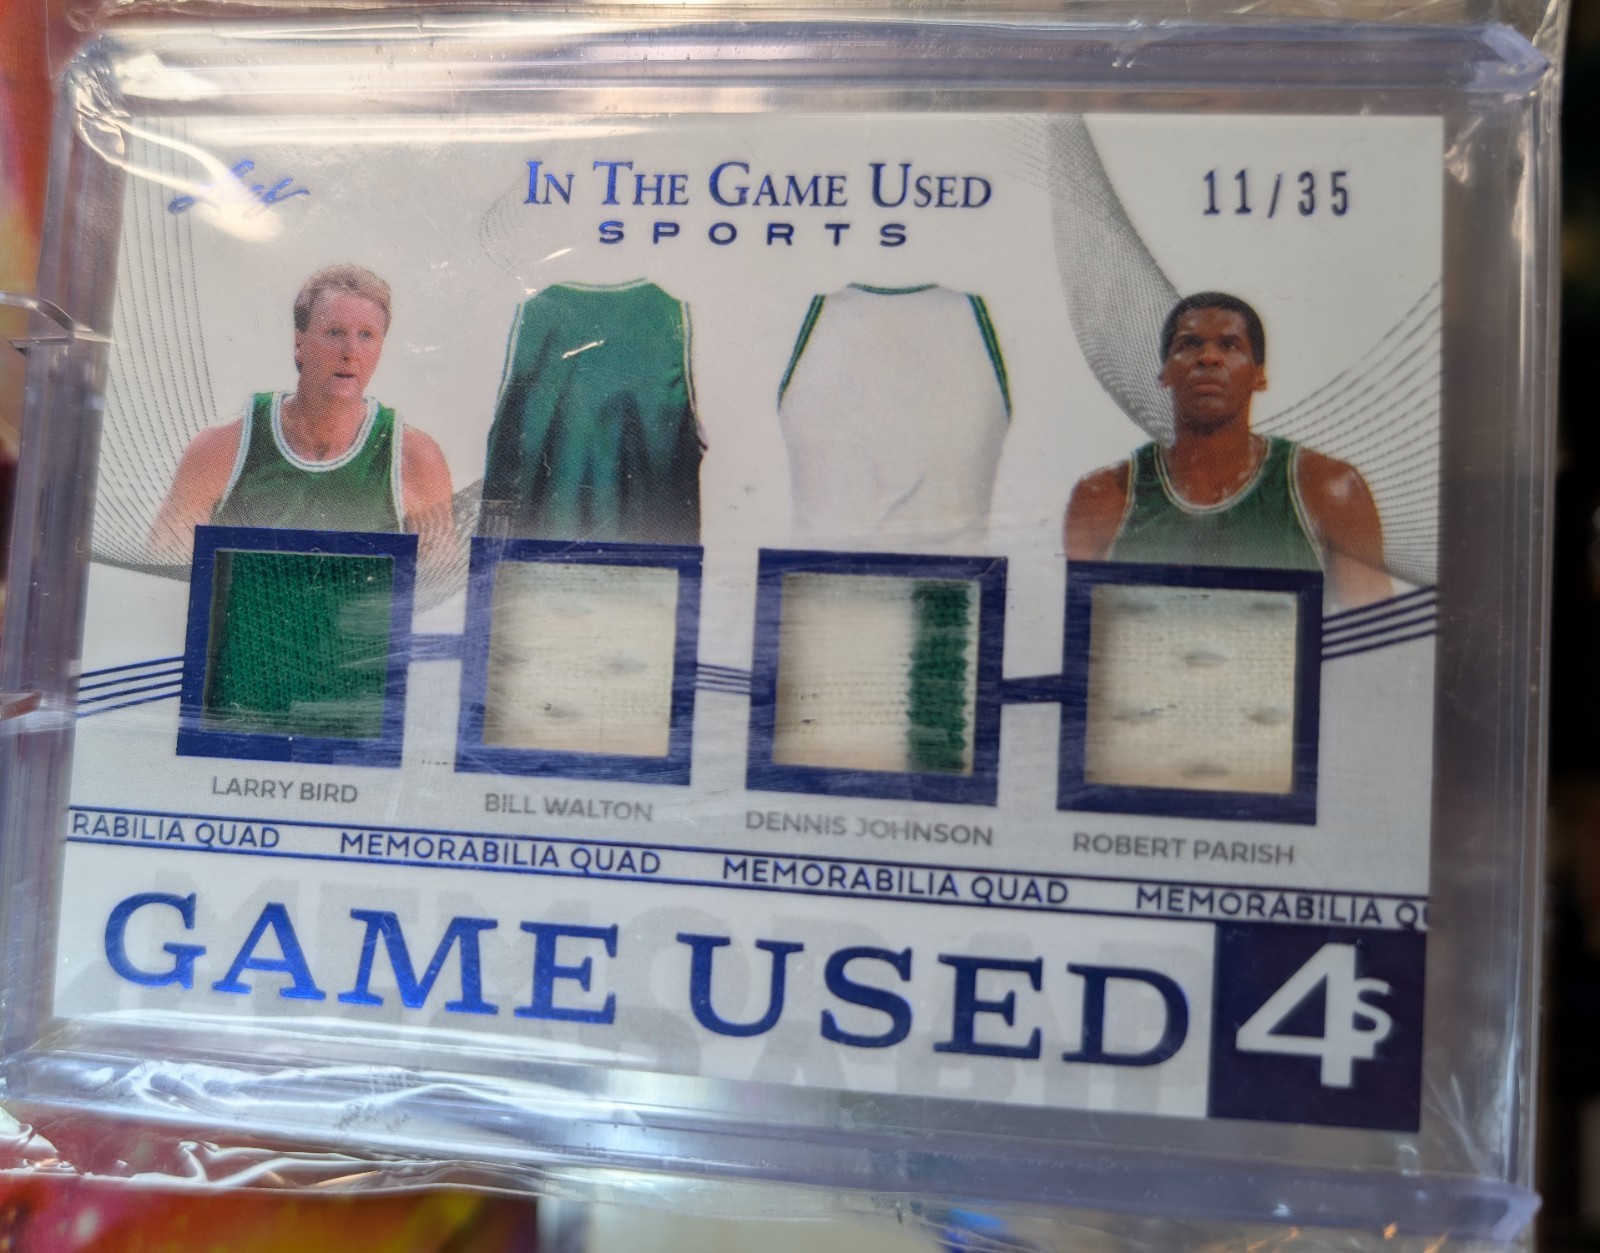 Leaf
IN THE GAME USED
SPORTS
11/35
LARRY BIRD
BILL WALTON
DENNIS JOHNSON
ROBERT PARISH
RABILIA QUAD MEMORABILIA QUAD MEMORABILIA QUAD MEMORABILIA QU
GAME USED 4s